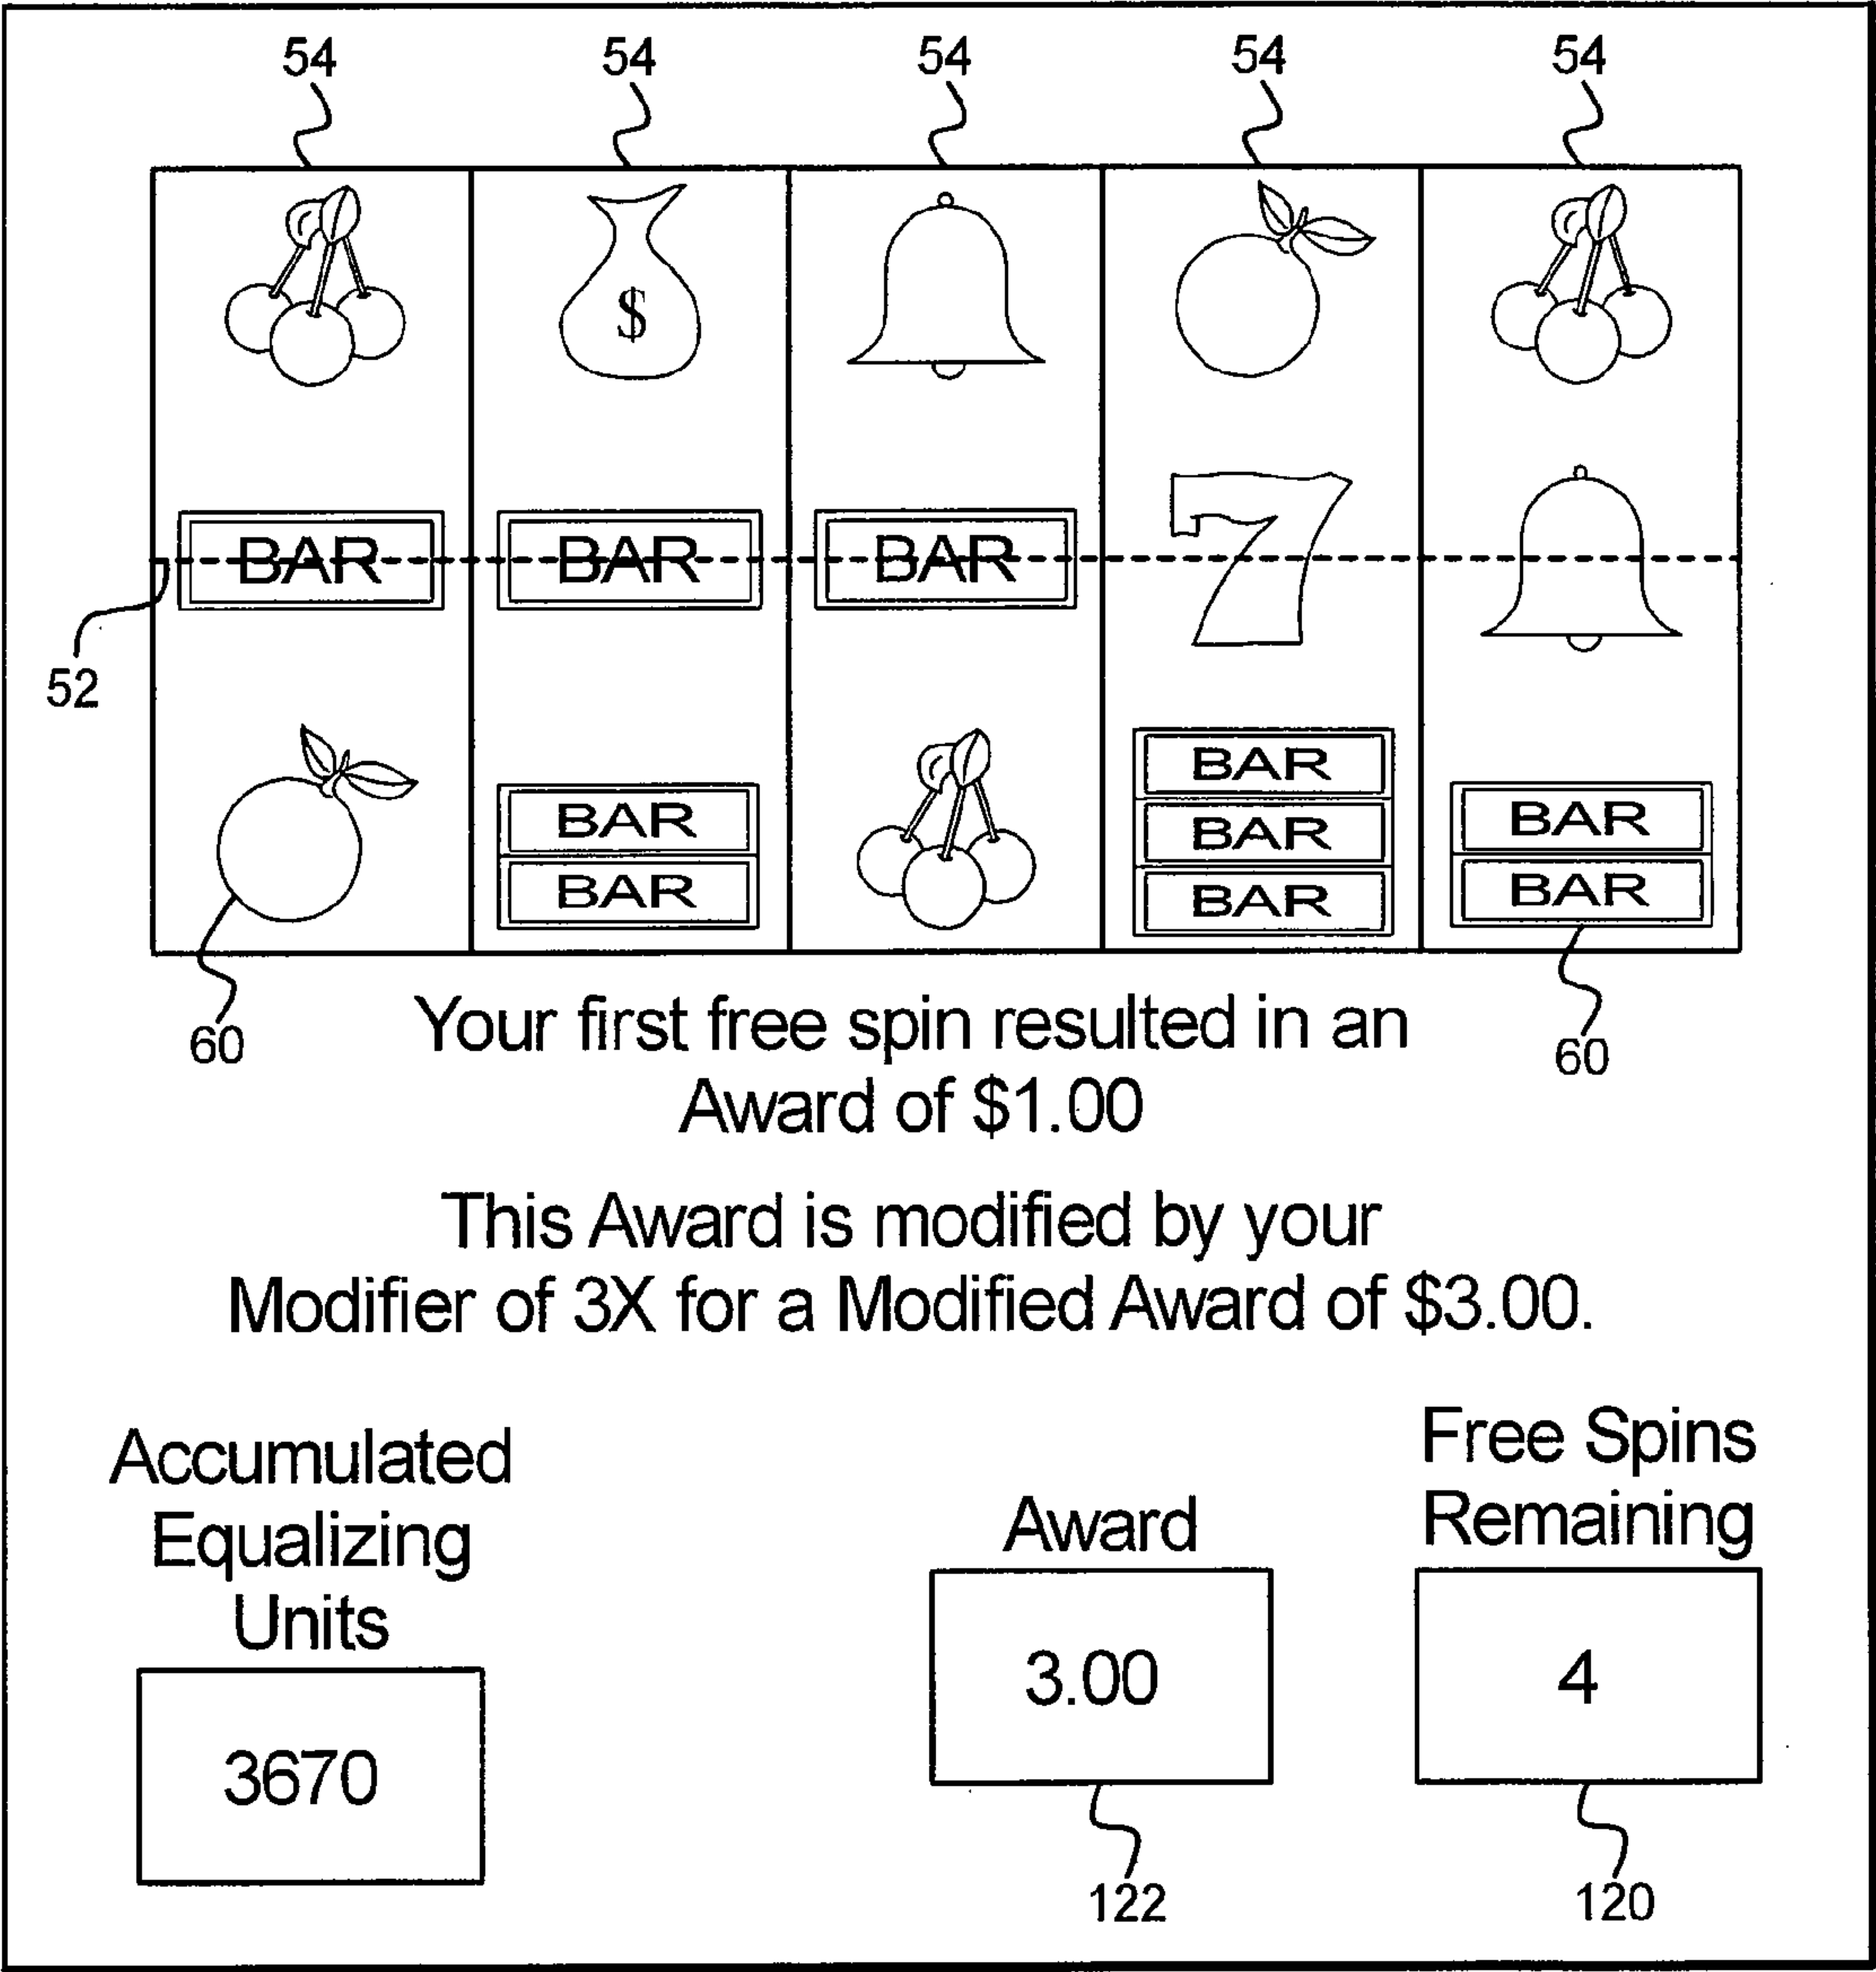 54 54 54 54 54
$
BAR BAR BAR
52
BAR
BAR
BAR
BAR
BAR
BAR
BAR
60
60
Your first free spin resulted in an
Award of $1.00
This Award is modified by your
Modifier of 3X for a Modified Award of $3.00.
Accumulated
Equalizing
Units
3670
Award
3.00
122
Free Spins
Remaining
4
120